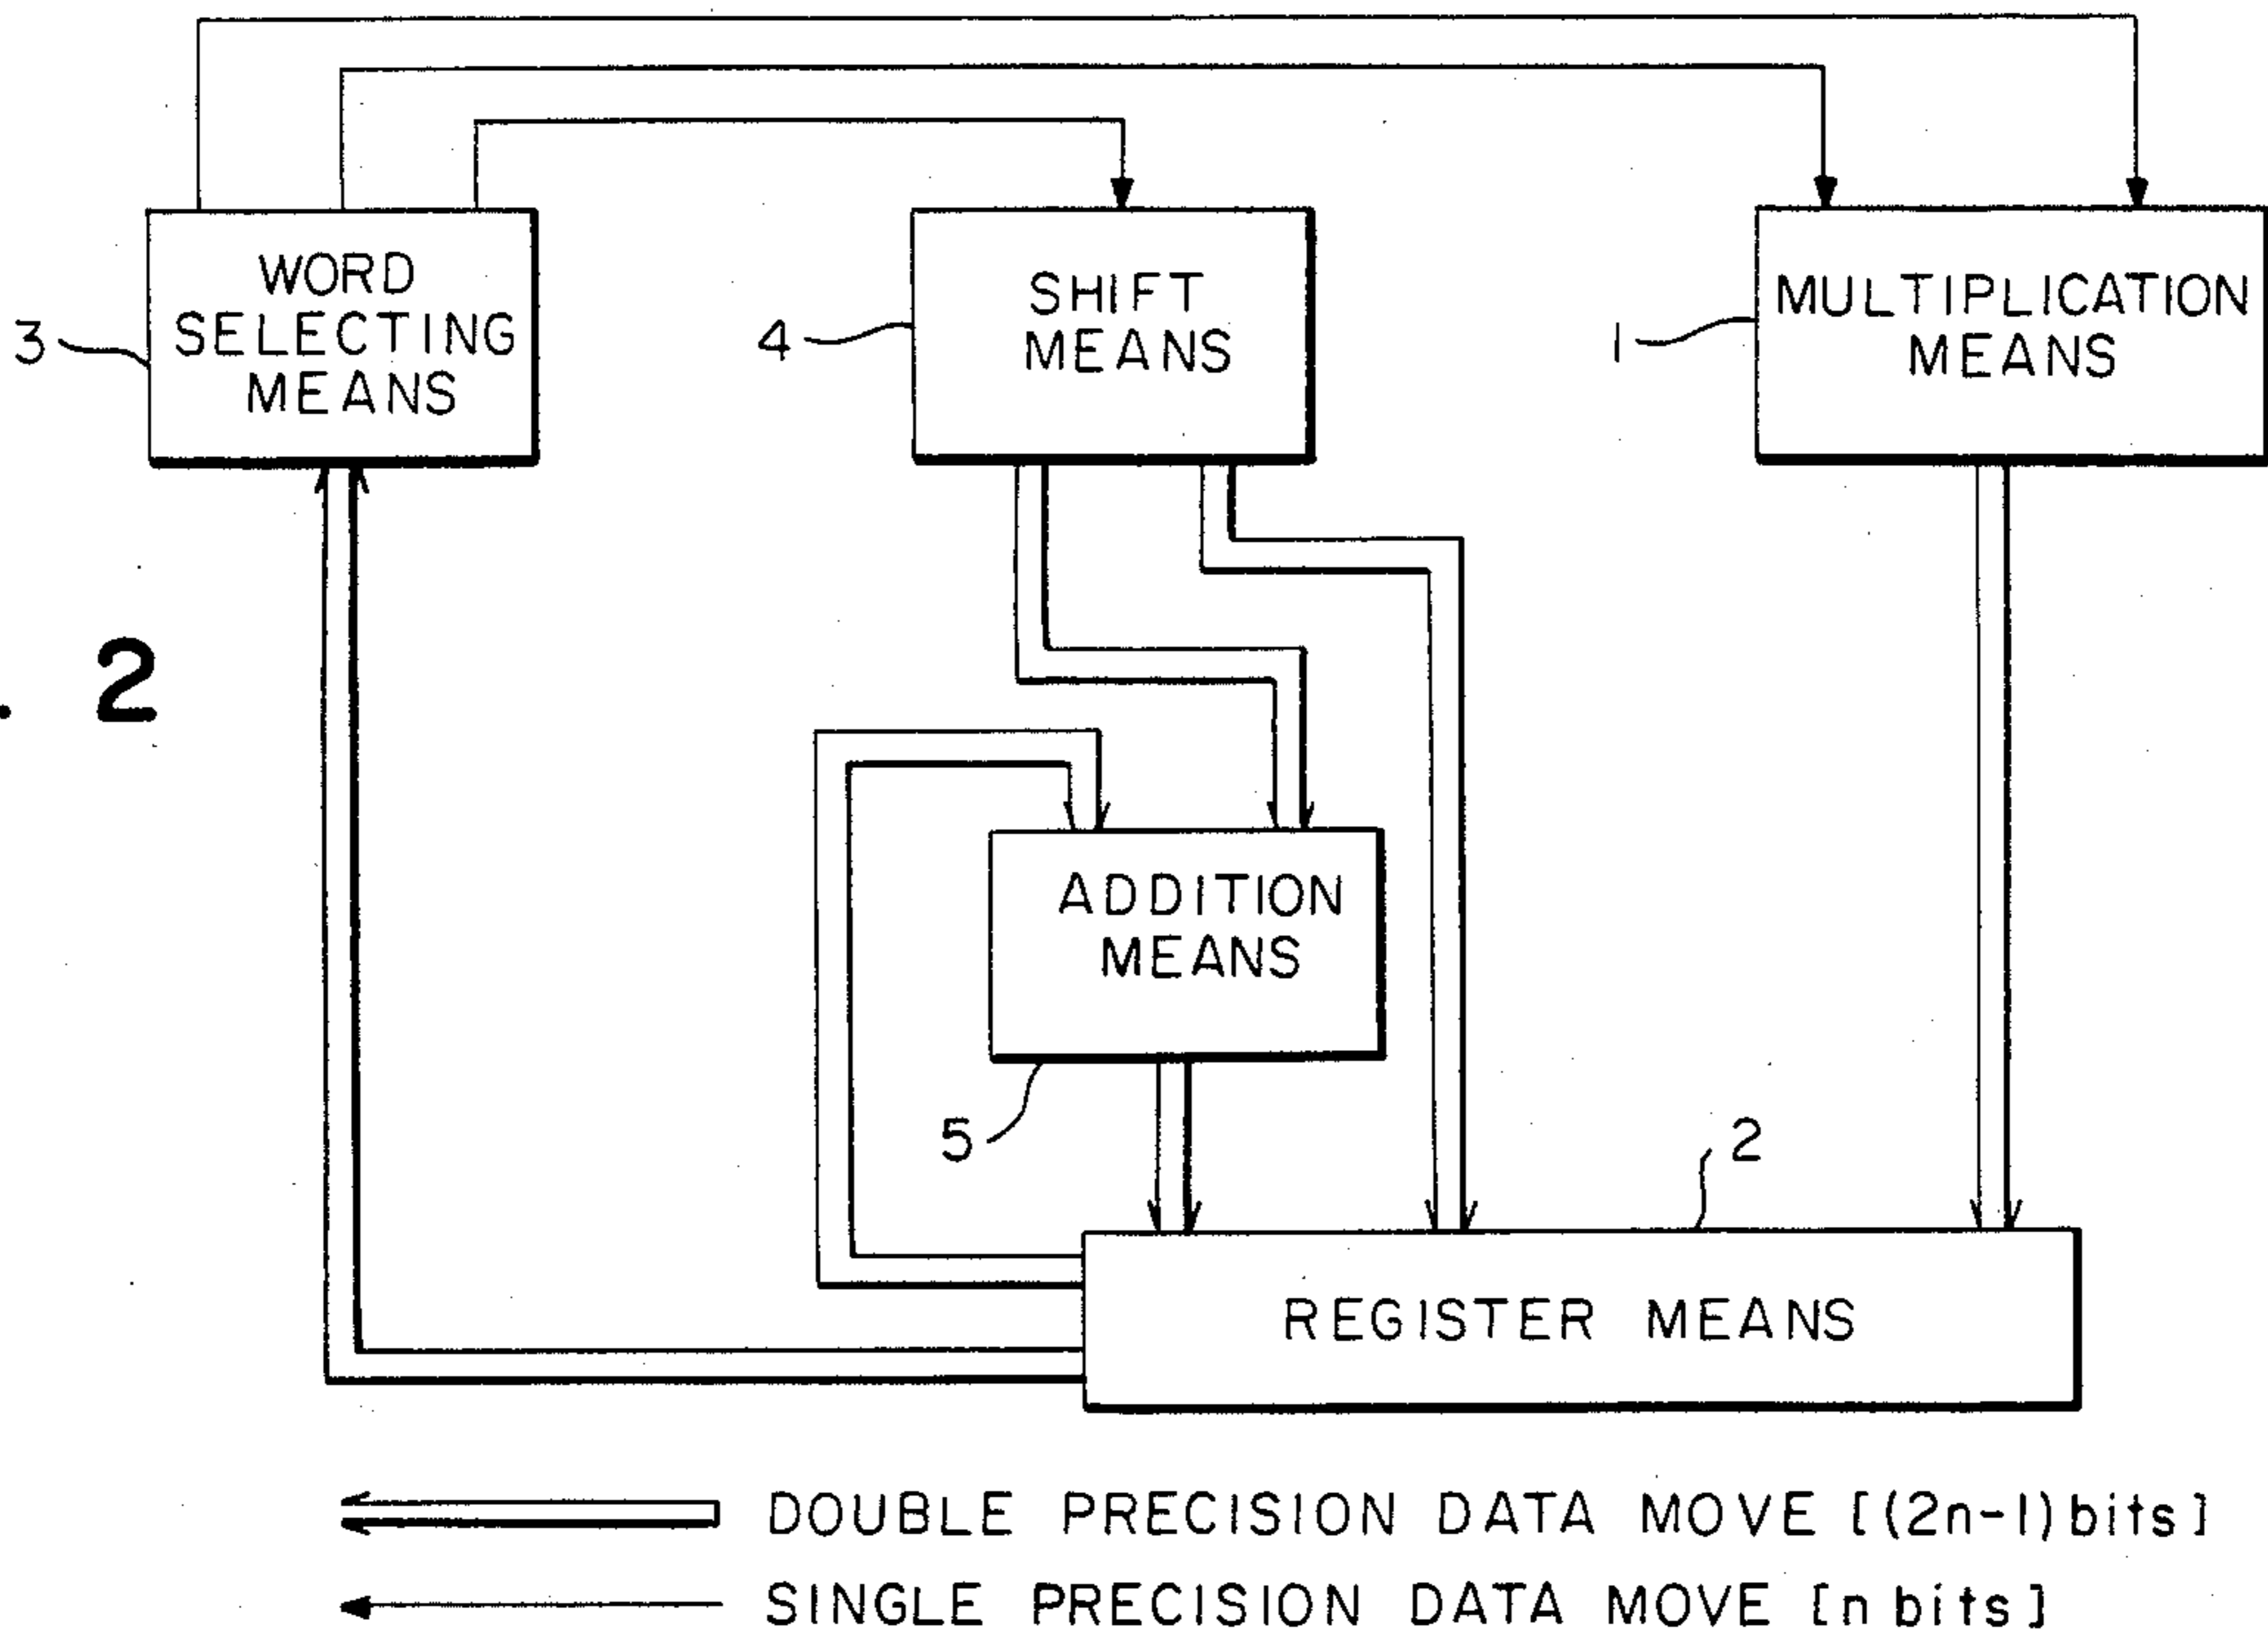 WORD
SELECTING
MEANS
3
SHIFT
MEANS
4
MULTIPLICATION
MEANS
1
. 2
ADDITION
MEANS
5
2
REGISTER MEANS
DOUBLE PRECISION DATA MOVE [(2n-1)bits]
SINGLE PRECISION DATA MOVE [n bits]